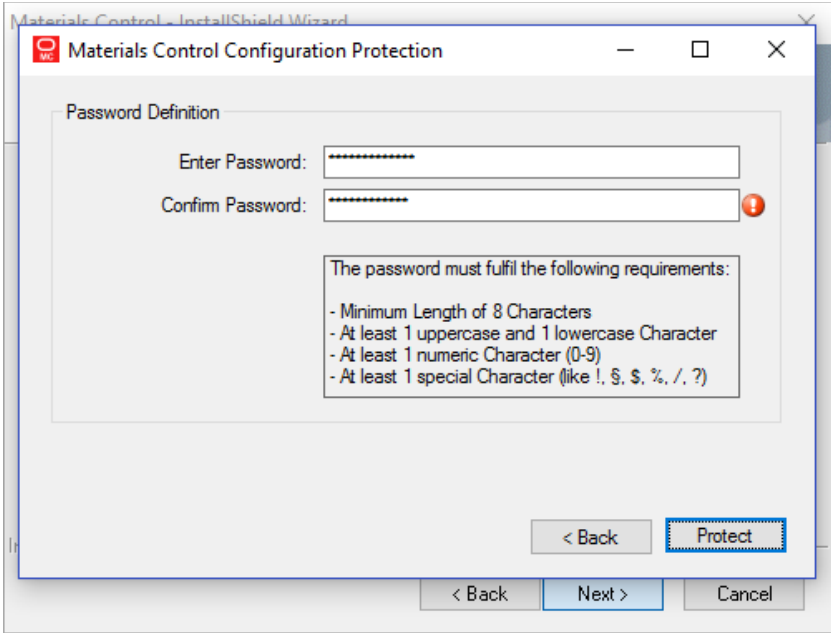 Materials Control - InstallShield Wizard
MC
Materials Control Configuration Protection
Password Definition
Enter Password: *************
Confirm Password: ************
The password must fulfil the following requirements:
- Minimum Length of 8 Characters
- At least 1 uppercase and 1 lowercase Character
- At least 1 numeric Character (0-9)
- At least 1 special Character (like !, §, $, %, /, ?)
< Back
Protect
< Back
Next >
Cancel